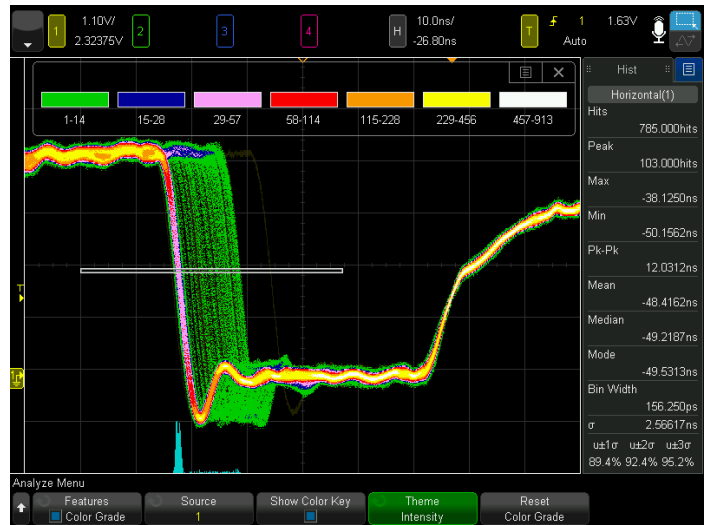 1 1.10V/ 2 3 4 H 10.0ns/ T 1 1.63V
2.32375V -26.80ns Auto
Hist
1-14 15-28 29-57 58-114 115-228 229-456 457-913
Horizontal(1)
Hits
785.000hits
Peak
103.000hits
Max
-38.1250ns
Min
-50.1562ns
Pk-Pk
12.0312ns
Mean
-48.4162ns
Median
-49.2187ns
Mode
-49.5313ns
Bin Width
156.250ps
σ 2.56617ns
u±1σ u±2σ u±3σ
89.4% 92.4% 95.2%
T
1
Analyze Menu
Features Source Show Color Key Theme Reset
Color Grade 1 Intensity Color Grade